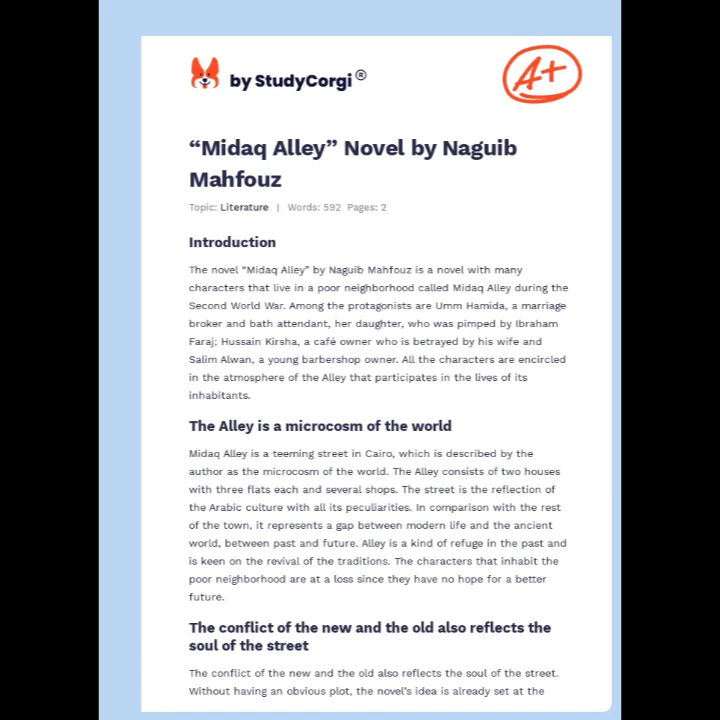 by StudyCorgi ®
A+
“Midaq Alley” Novel by Naguib
Mahfouz
Topic: Literature | Words: 592 Pages: 2
Introduction
The novel “Midaq Alley” by Naguib Mahfouz is a novel with many
characters that live in a poor neighborhood called Midaq Alley during the
Second World War. Among the protagonists are Umm Hamida, a marriage
broker and bath attendant, her daughter, who was pimped by Ibraham
Faraj; Hussain Kirsha, a café owner who is betrayed by his wife and
Salim Alwan, a young barbershop owner. All the characters are encircled
in the atmosphere of the Alley that participates in the lives of its
inhabitants.
The Alley is a microcosm of the world
Midaq Alley is a teeming street in Cairo, which is described by the
author as the microcosm of the world. The Alley consists of two houses
with three flats each and several shops. The street is the reflection of
the Arabic culture with all its peculiarities. In comparison with the rest
of the town, it represents a gap between modern life and the ancient
world, between past and future. Alley is a kind of refuge in the past and
is keen on the revival of the traditions. The characters that inhabit the
poor neighborhood are at a loss since they have no hope for a better
future.
The conflict of the new and the old also reflects the
soul of the street
The conflict of the new and the old also reflects the soul of the street.
Without having an obvious plot, the novel’s idea is already set at the